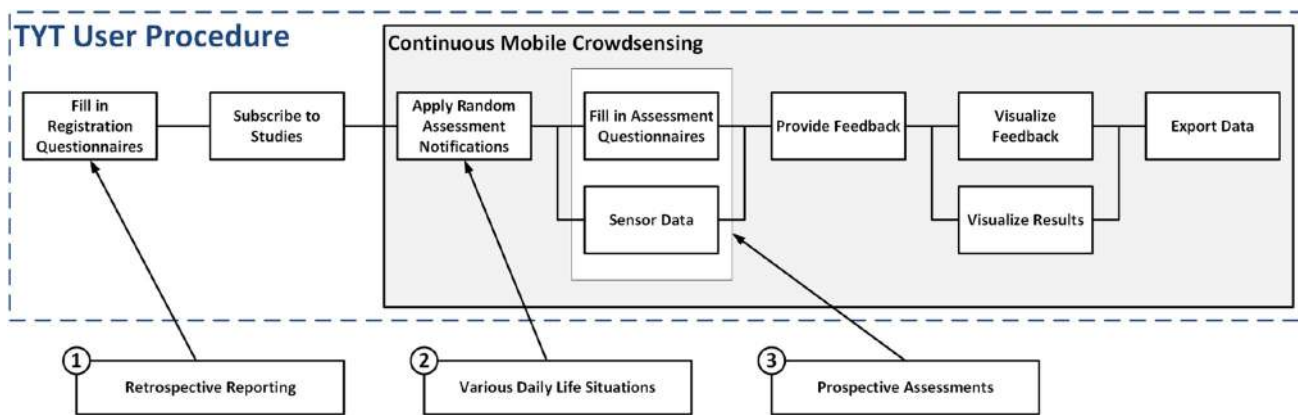 TYT User Procedure
Continuous Mobile Crowdsensing
Fill in
Registration
Questionnaires
Subscribe to
Studies
Apply Random
Assessment
Notifications
Fill in Assessment
Questionnaires
Sensor Data
Provide Feedback
Visualize
Feedback
Visualize Results
Export Data
1
Retrospective Reporting
2
Various Daily Life Situations
3
Prospective Assessments